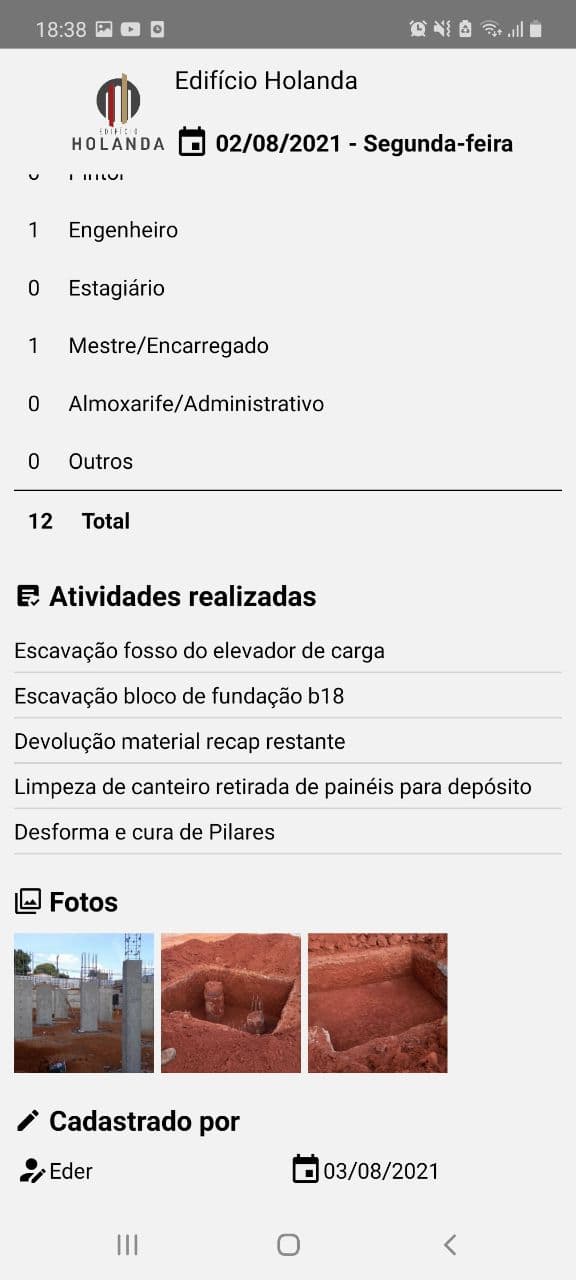 18:38
Edifício Holanda
EDIFÍCIO
HOLANDA
02/08/2021 - Segunda-feira
1 Engenheiro
0 Estagiário
1 Mestre/Encarregado
0 Almoxarife/Administrativo
0 Outros
12 Total
Atividades realizadas
Escavação fosso do elevador de carga
Escavação bloco de fundação b18
Devolução material recap restante
Limpeza de canteiro retirada de painéis para depósito
Desforma e cura de Pilares
Fotos
Cadastrado por
Eder 03/08/2021